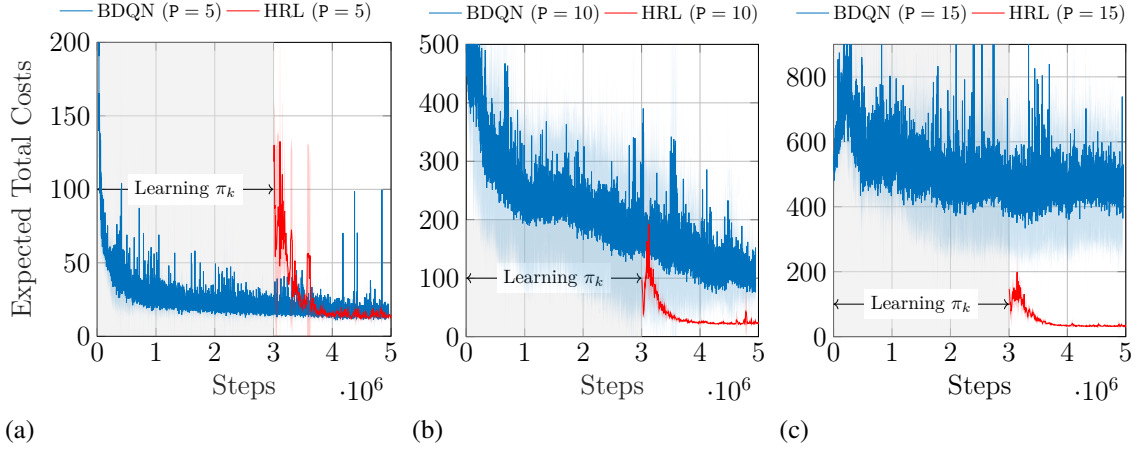 BDQN (P = 5) HRL (P = 5)
Expected Total Costs
200
150
100
50
0
Learning π_k
0 1 2 3 4 5
Steps
·10^6
(a)
BDQN (P = 10) HRL (P = 10)
500
400
300
200
100
0
Learning π_k
0 1 2 3 4 5
Steps
·10^6
(b)
BDQN (P = 15) HRL (P = 15)
800
600
400
200
0
Learning π_k
0 1 2 3 4 5
Steps
·10^6
(c)